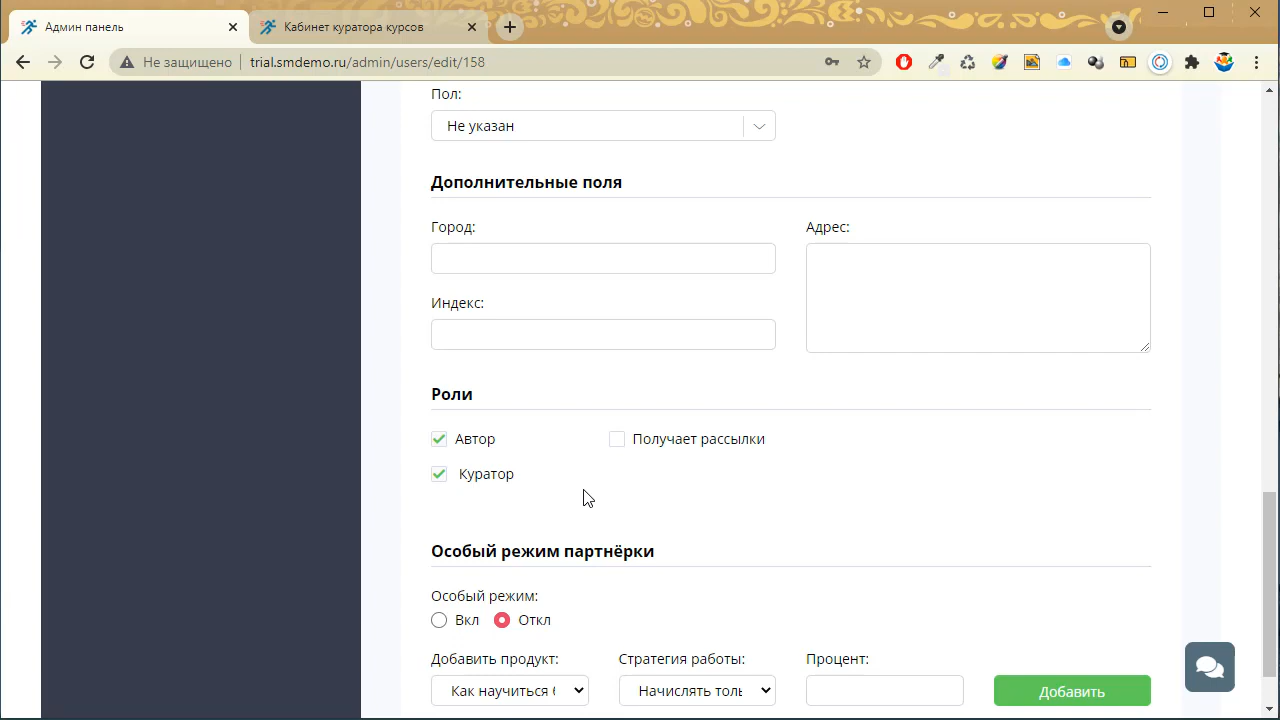 Админ панель
Кабинет куратора курсов
Не защищено
trial.smdemo.ru/admin/users/edit/158
Пол:
Не указан
Дополнительные поля
Город:
Адрес:
Индекс:
Роли
Автор
Получает рассылки
Куратор
Особый режим партнёрки
Особый режим:
Вкл
Откл
Добавить продукт:
Стратегия работы:
Процент:
Как научиться
Начислять толь
Добавить